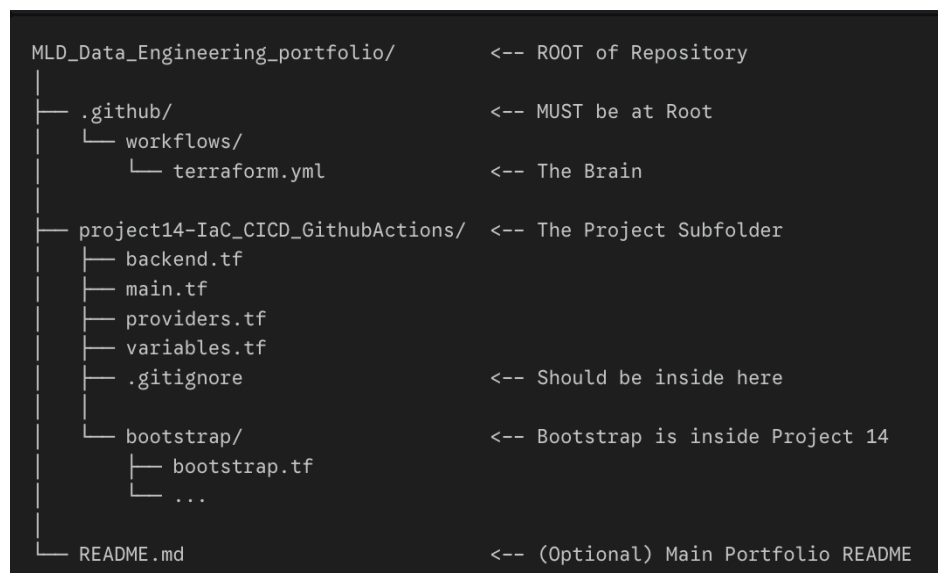 MLD_Data_Engineering_portfolio/          <-- ROOT of Repository
│
├── .github/                           <-- MUST be at Root
│   └── workflows/
│       └── terraform.yml              <-- The Brain
│
├── project14-IaC_CICD_GithubActions/  <-- The Project Subfolder
│   ├── backend.tf
│   ├── main.tf
│   ├── providers.tf
│   ├── variables.tf
│   ├── .gitignore                     <-- Should be inside here
│   │
│   └── bootstrap/                     <-- Bootstrap is inside Project 14
│       ├── bootstrap.tf
│       └── ...
│
└── README.md                          <-- (Optional) Main Portfolio README